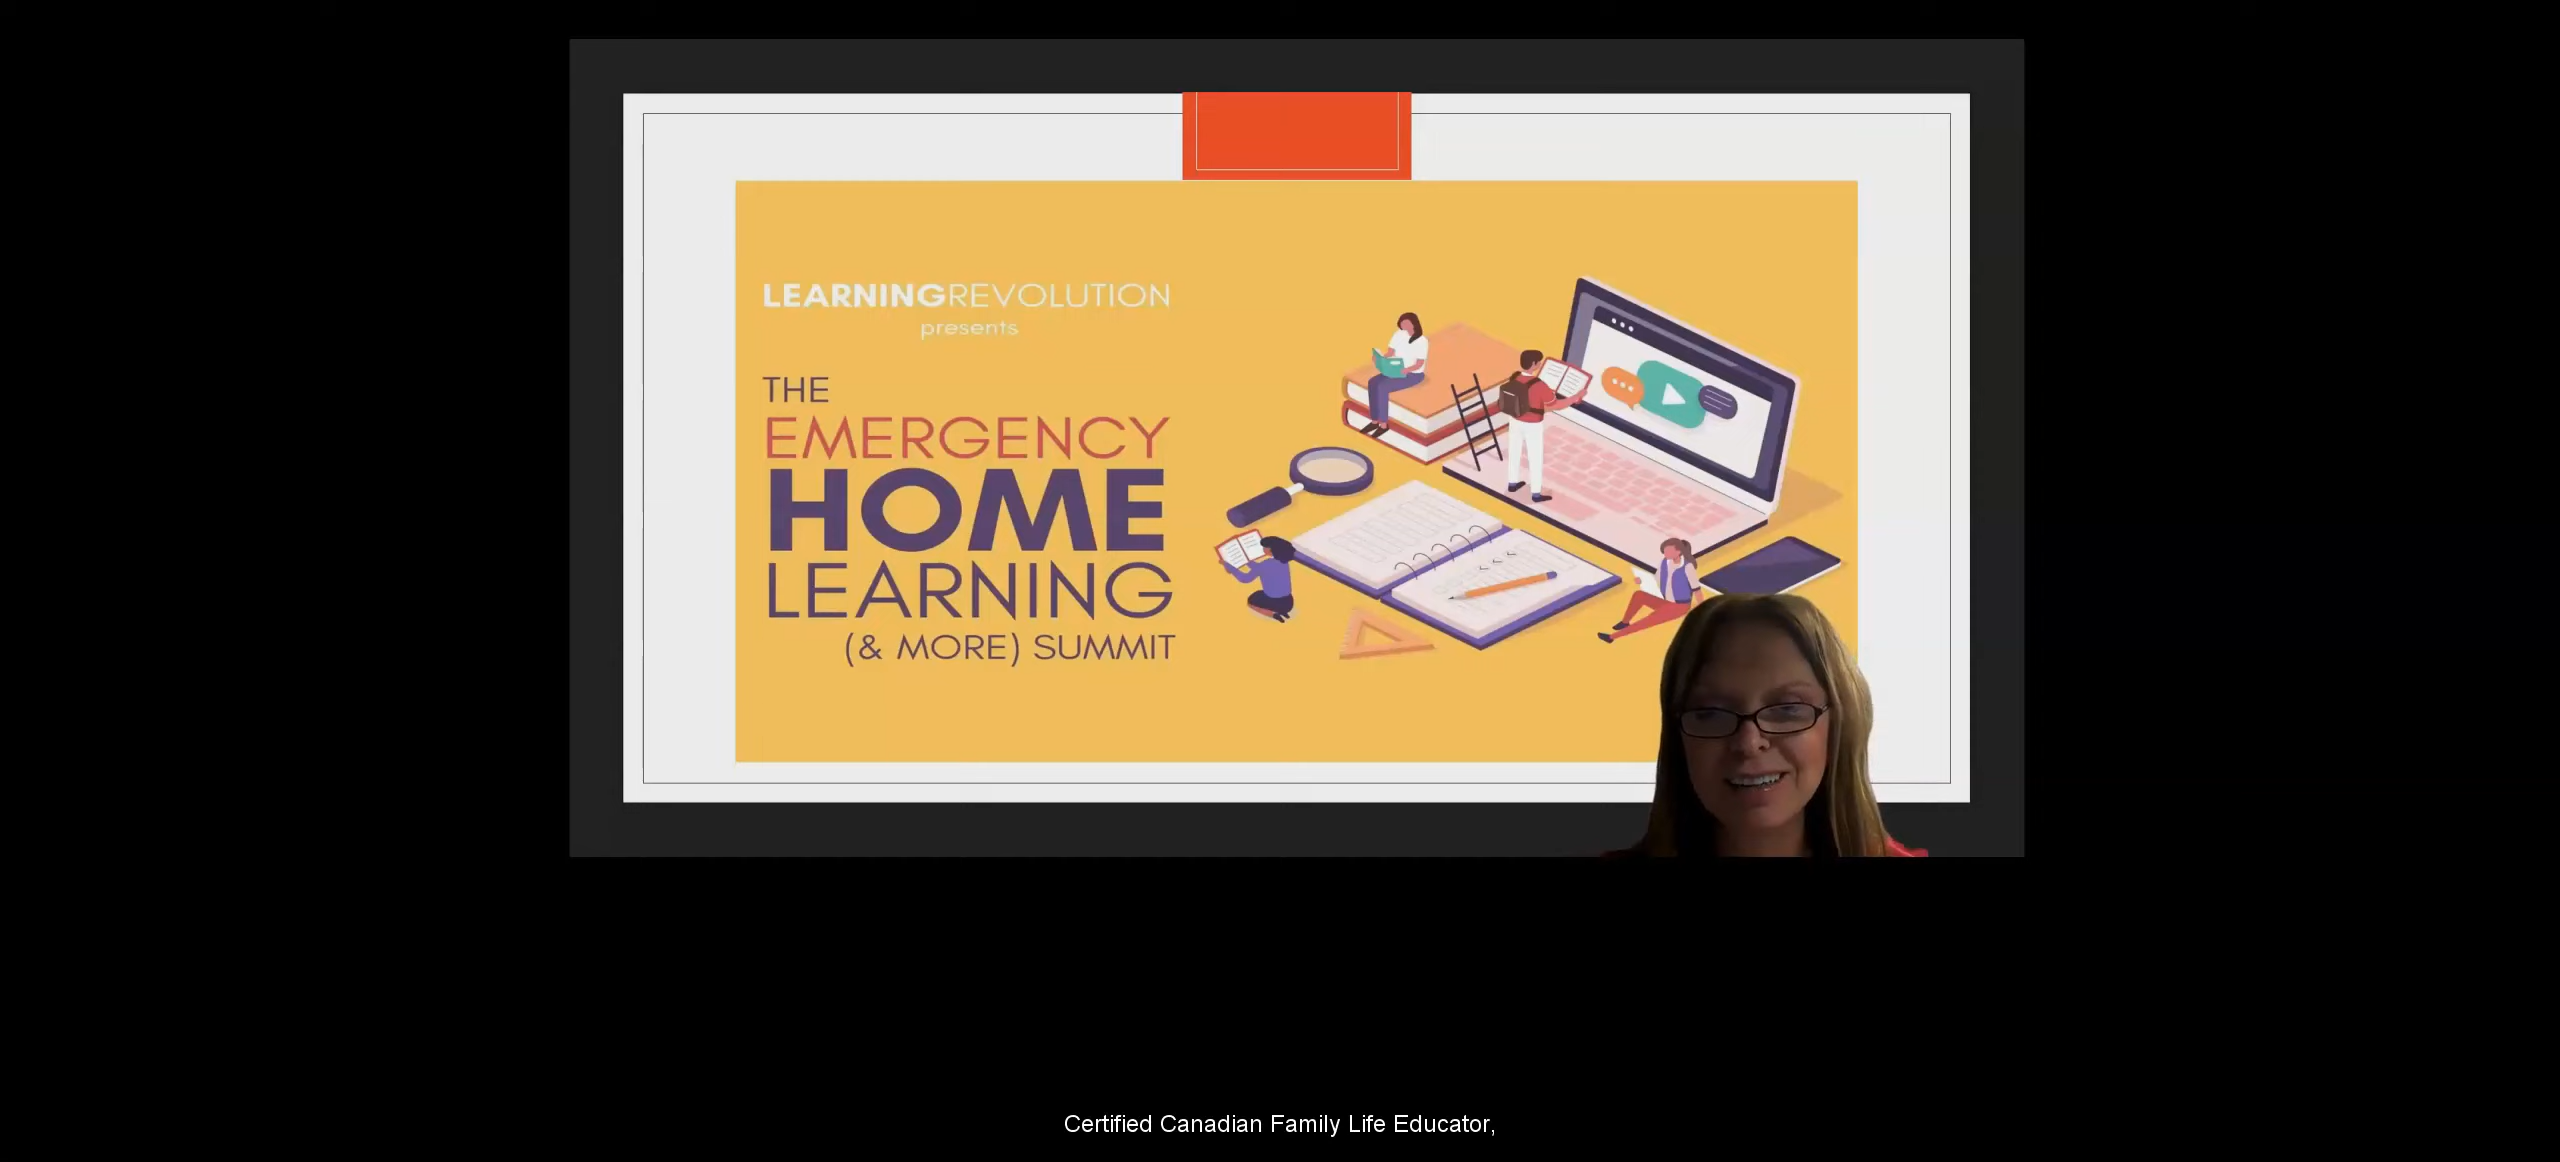 LEARNINGREVOLUTION
presents
THE
EMERGENCY
HOME
LEARNING
(& MORE) SUMMIT
Certified Canadian Family Life Educator,